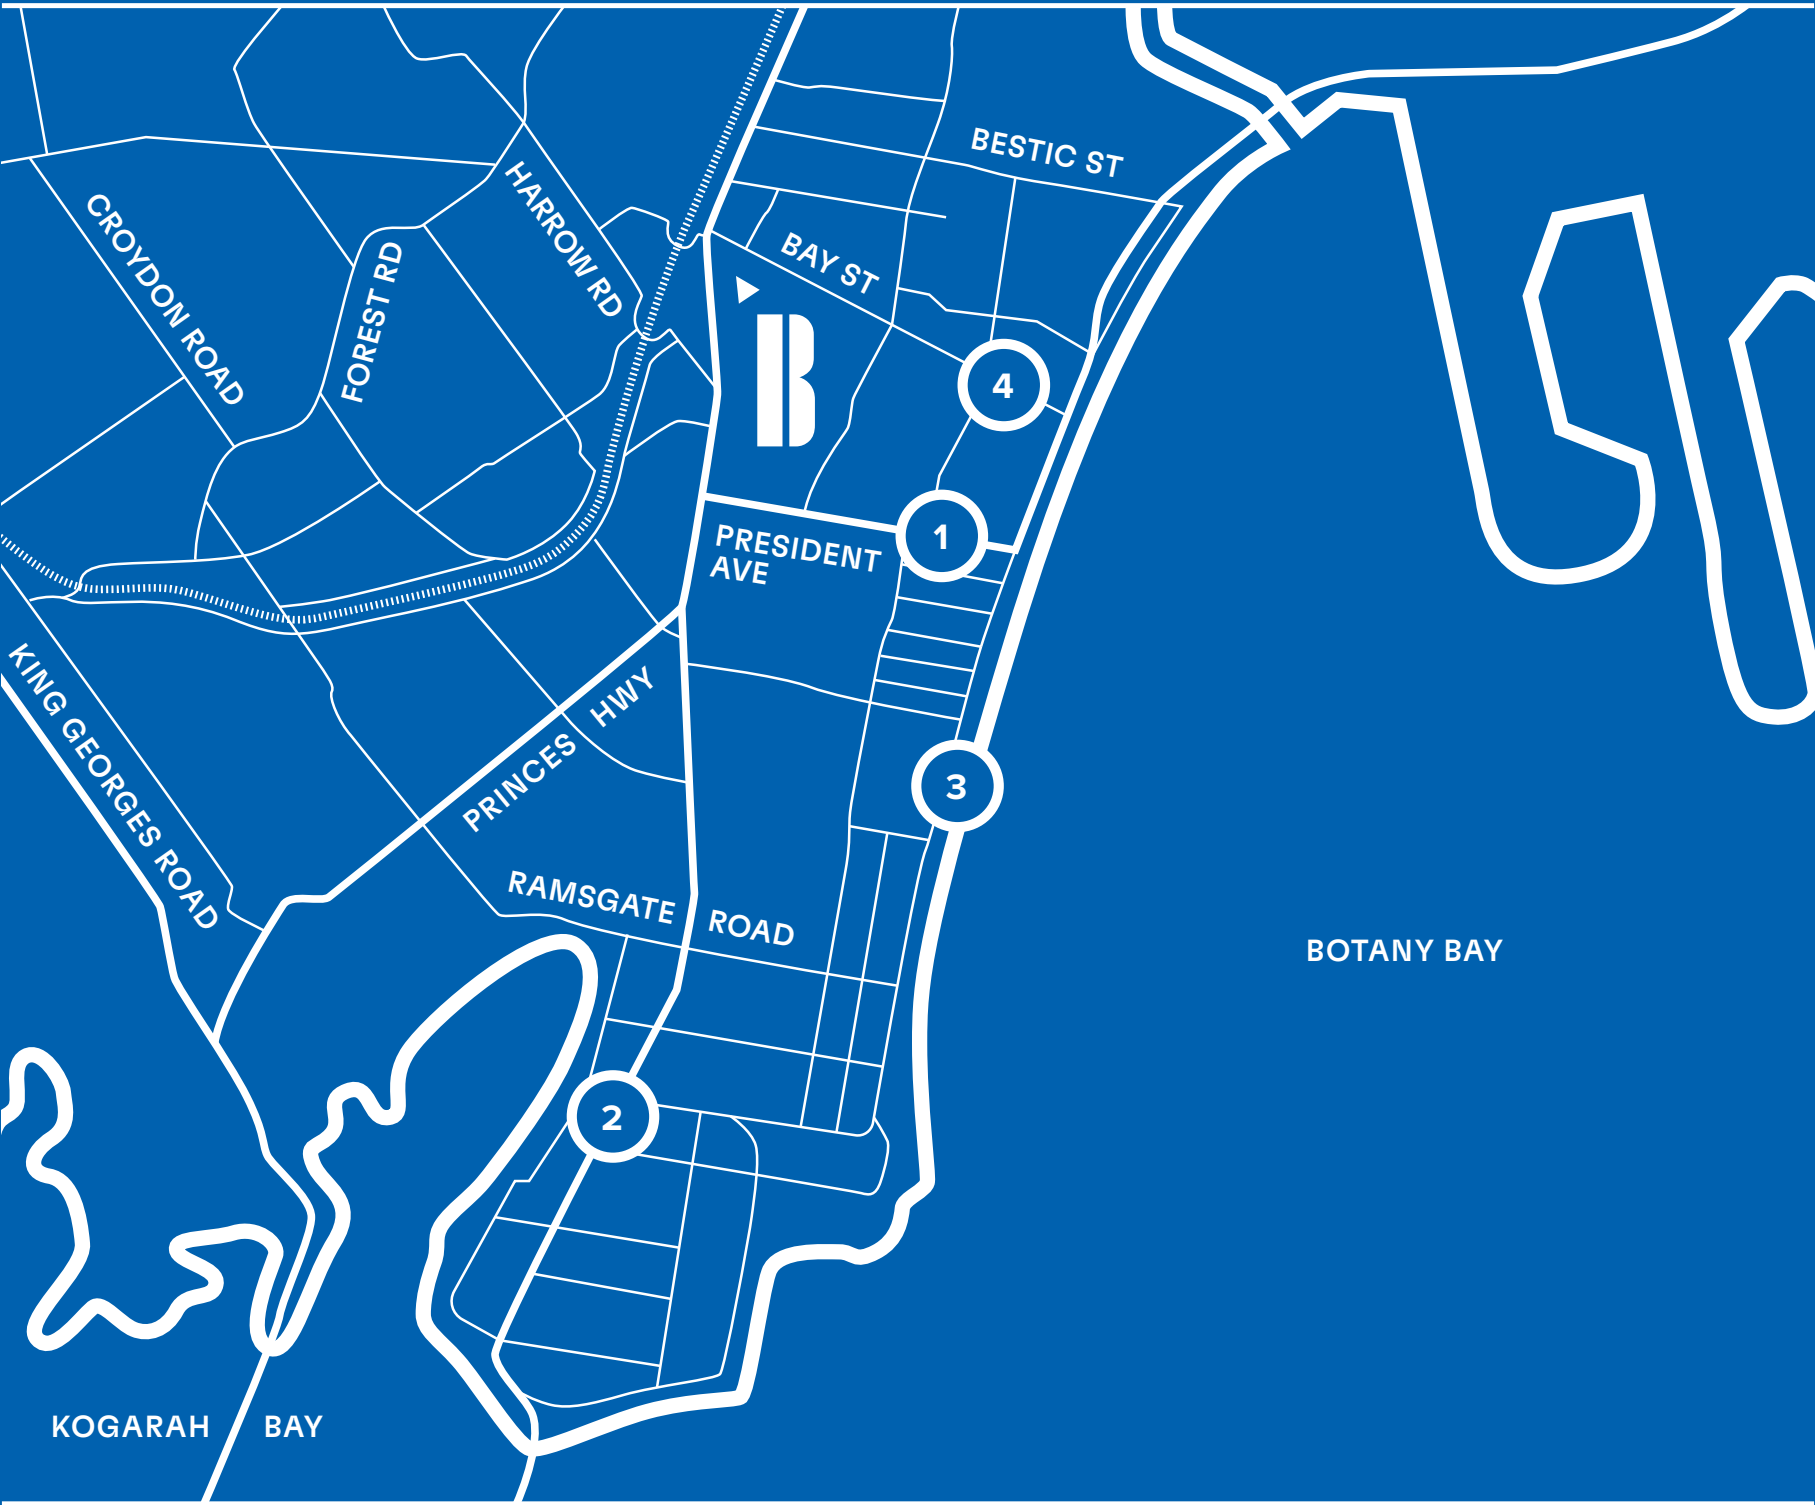 BESTIC ST
HARROW RD
CROYDON ROAD
BAY ST
FOREST RD
B
4
1
PRESIDENT
AVE
KING GEORGES ROAD
PRINCES HWY
3
RAMSGATE ROAD
BOTANY BAY
2
KOGARAH BAY